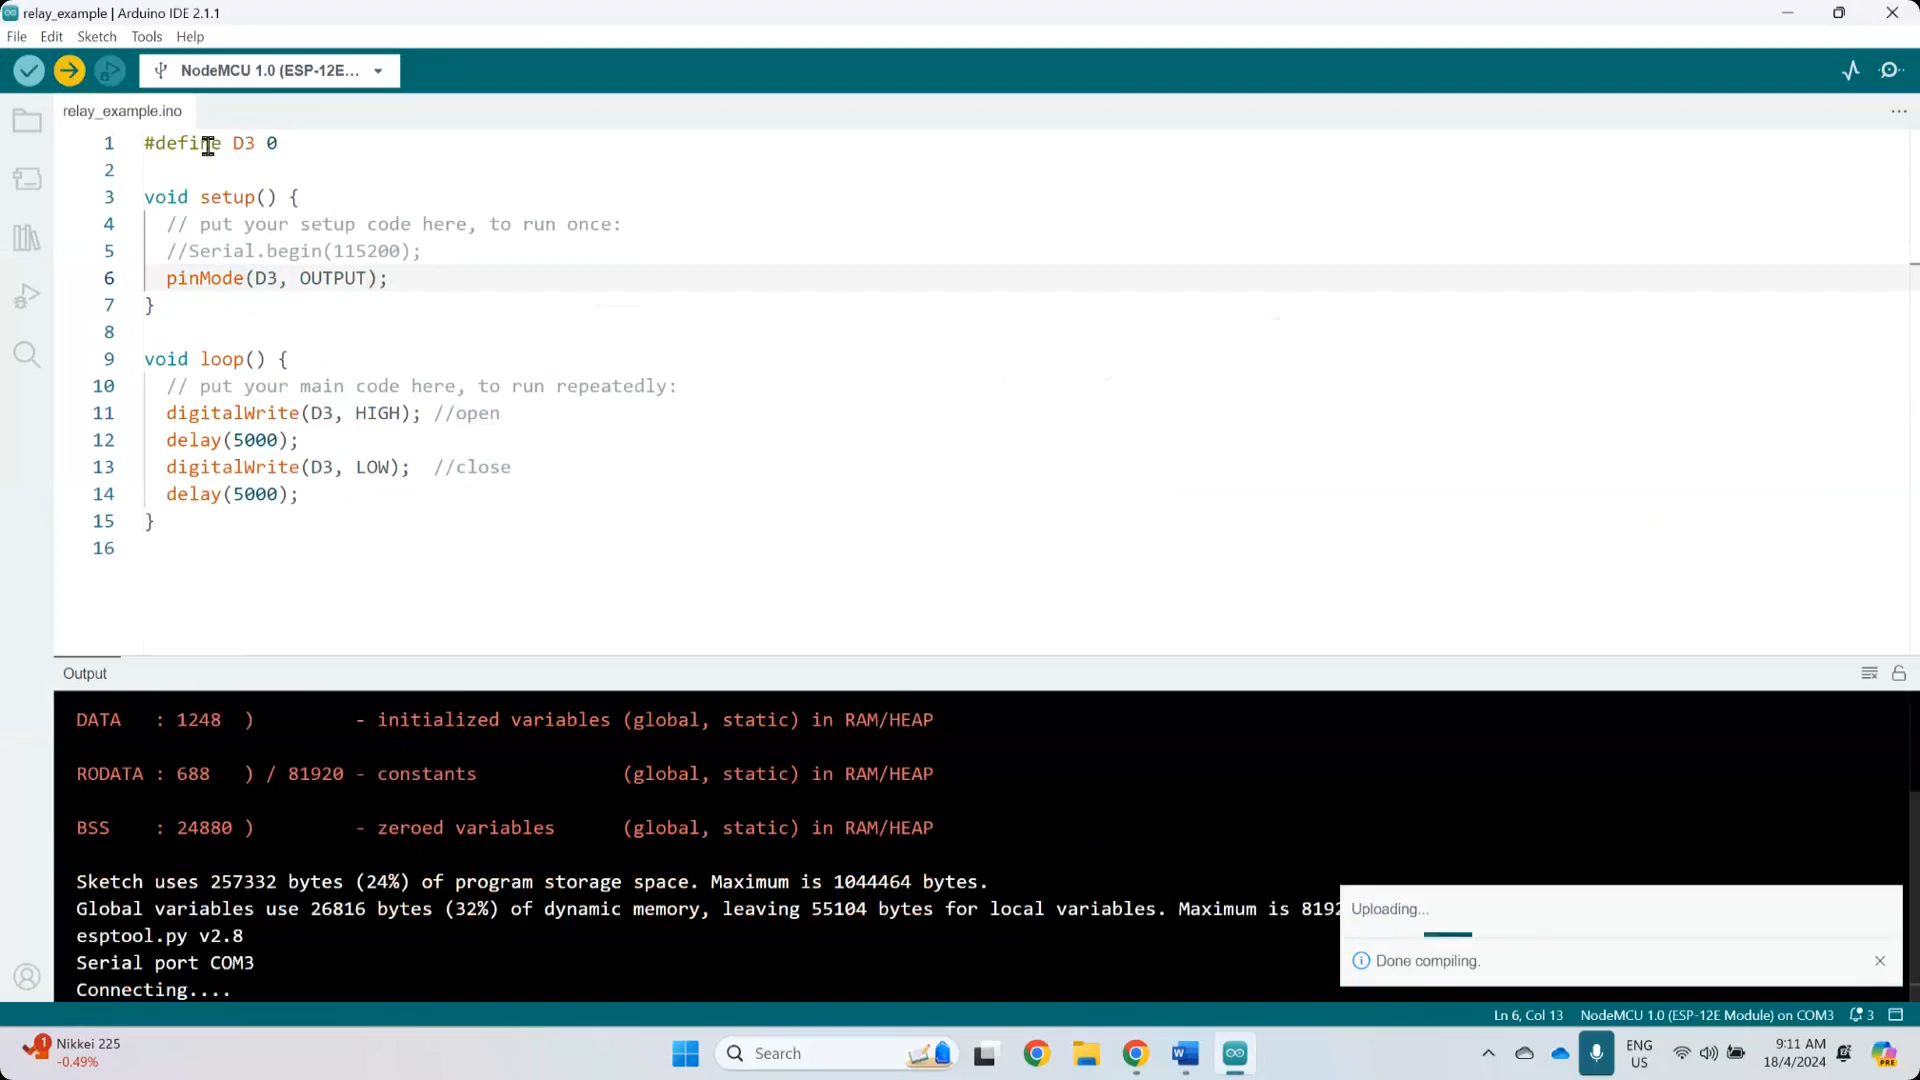 relay_example | Arduino IDE 2.1.1
File Edit Sketch Tools Help
NodeMCU 1.0 (ESP-12E...
relay_example.ino
1 #define D3 0
2
3 void setup() {
4 // put your setup code here, to run once:
5 //Serial.begin(115200);
6 pinMode(D3, OUTPUT);
7 }
8
9 void loop() {
10 // put your main code here, to run repeatedly:
11 digitalWrite(D3, HIGH); //open
12 delay(5000);
13 digitalWrite(D3, LOW); //close
14 delay(5000);
15 }
16
Output
DATA : 1248 ) - initialized variables (global, static) in RAM/HEAP
RODATA : 688 ) / 81920 - constants (global, static) in RAM/HEAP
BSS : 24880 ) - zeroed variables (global, static) in RAM/HEAP
Sketch uses 257332 bytes (24%) of program storage space. Maximum is 1044464 bytes.
Global variables use 26816 bytes (32%) of dynamic memory, leaving 55104 bytes for local variables. Maximum is 8192
esptool.py v2.8
Serial port COM3
Connecting....
Uploading...
Done compiling.
Ln 6, Col 13 NodeMCU 1.0 (ESP-12E Module) on COM3 3
1
Nikkei 225
-0.49%
Search
ENG
US
9:11 AM
18/4/2024
PRE